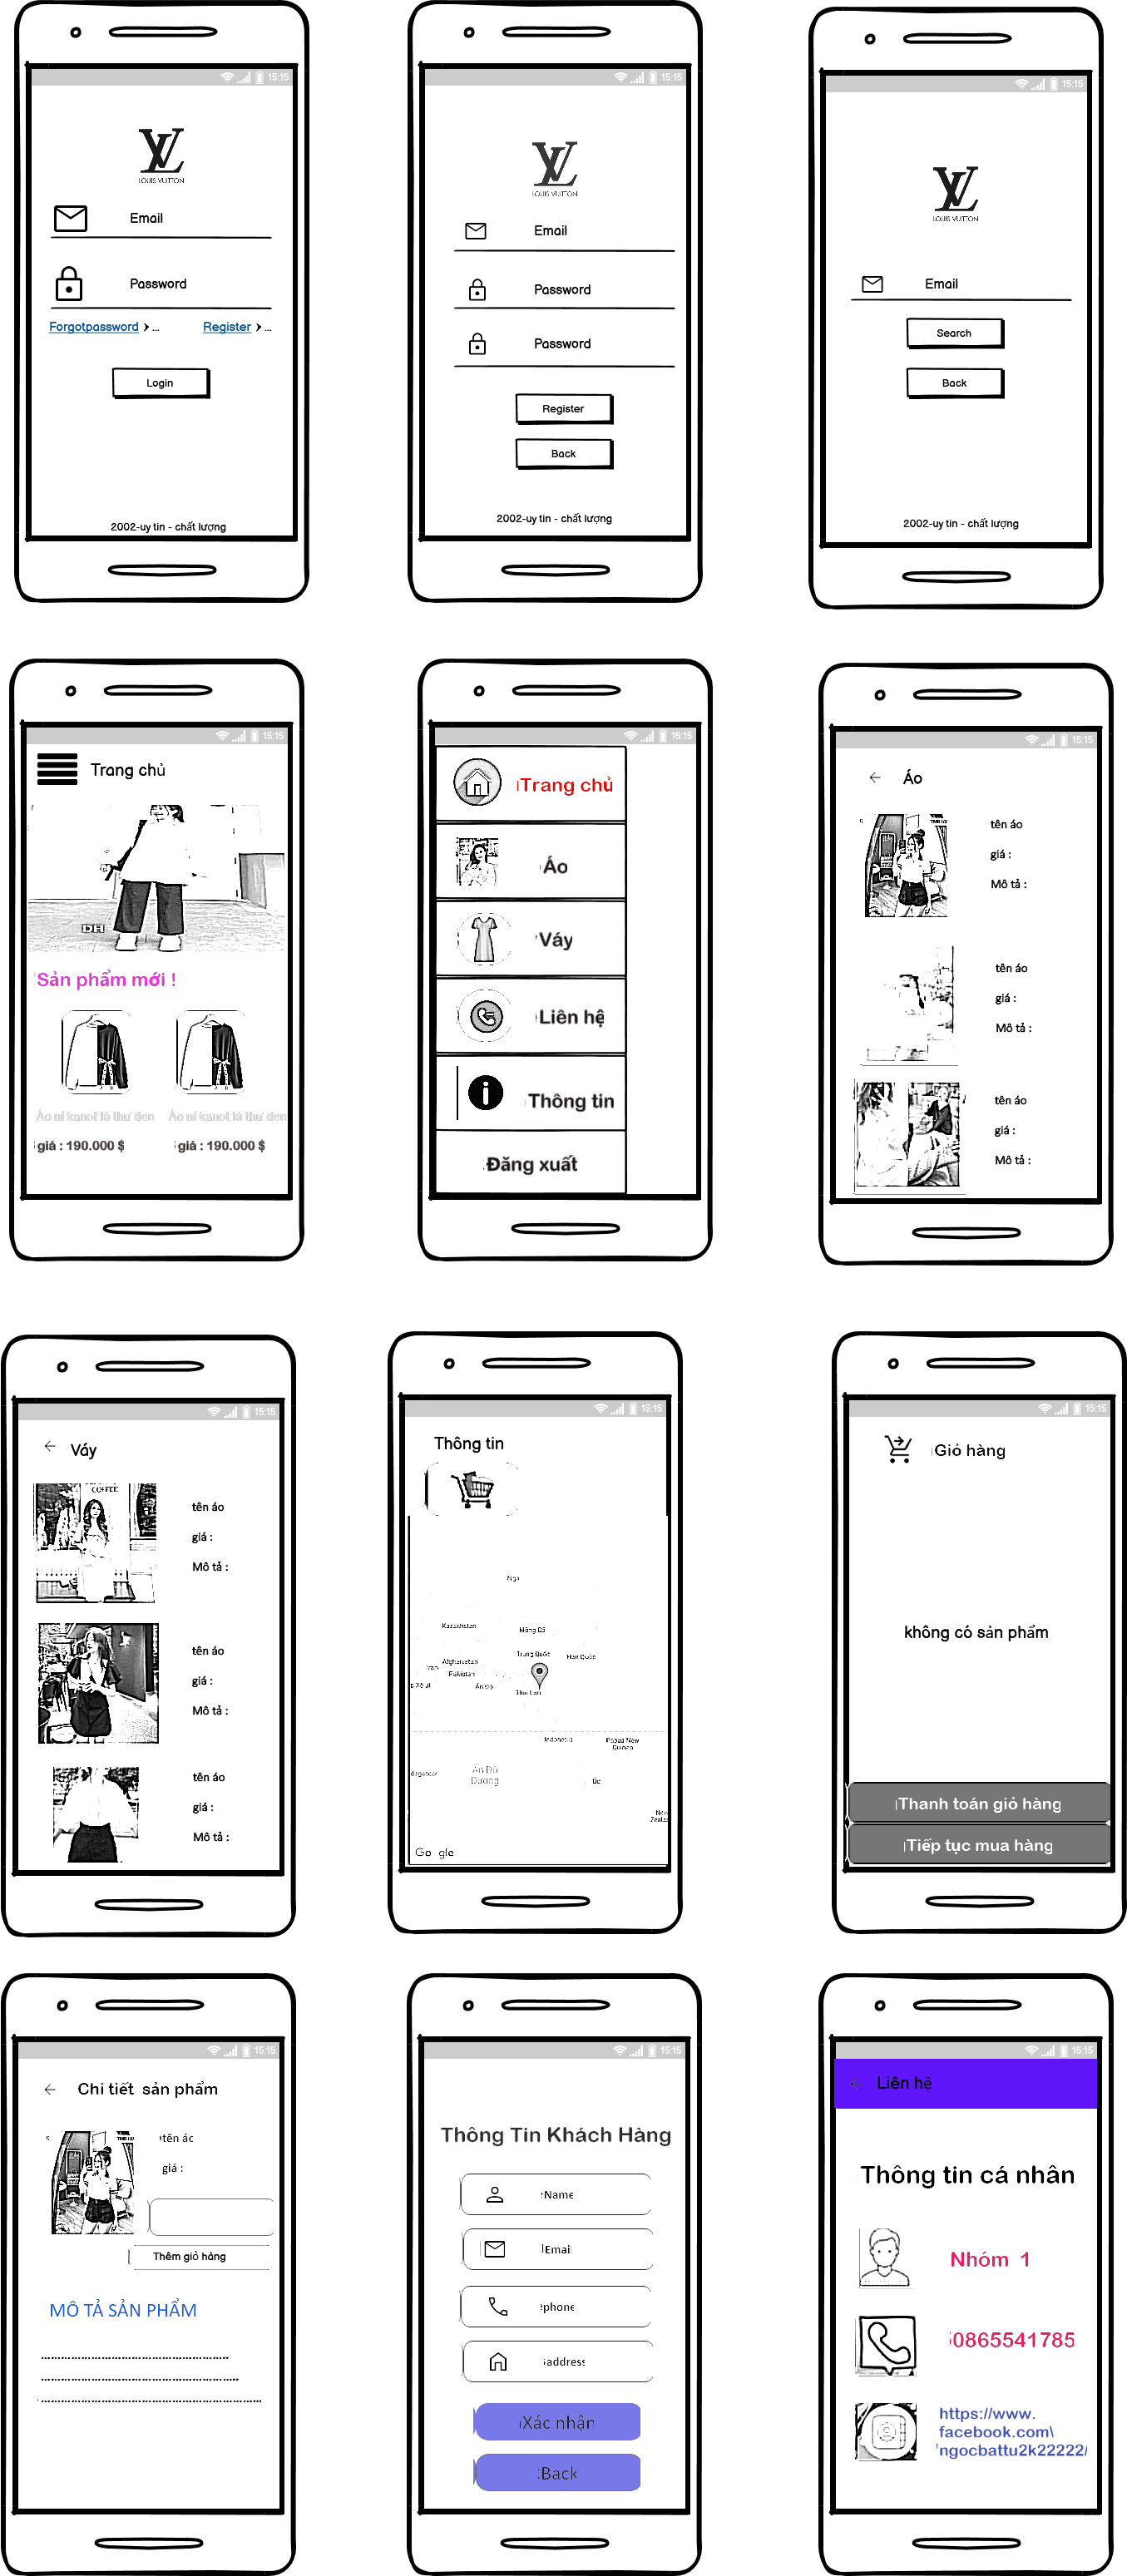 15:15
LOUIS VUITTON
Email
Password
Forgotpassword > ... Register > ...
Login
2002-uy tin - chất lượng
15:15
LOUIS VUITTON
Email
Password
Password
Register
Back
2002-uy tin - chất lượng
15:15
LOUIS VUITTON
Email
Search
Back
2002-uy tin - chất lượng
15:15
Trang chủ
DH
Sản phẩm mới !
Áo nỉ kanot lá thư đen Áo nỉ kanot lá thư đen
giá : 190.000 $ giá : 190.000 $
15:15
Trang chủ
Áo
Váy
Liên hệ
Thông tin
Đăng xuất
15:15
Áo
tên áo
giá :
Mô tả :
tên áo
giá :
Mô tả :
tên áo
giá :
Mô tả :
15:15
Váy
COFFEE
tên áo
giá :
Mô tả :
tên áo
giá :
Mô tả :
tên áo
giá :
Mô tả :
15:15
Thông tin
Nga
Kazakhstan
Mông Cổ
Afghanistan
Trung Quốc
Hàn Quốc
Iran
Pakistan
Ấn Độ
Thái Lan
Indonesia
Papua New
Guinea
Ấn Độ
Dương
Úc
New
Google
15:15
Giỏ hàng
không có sản phẩm
Thanh toán giỏ hàng
Tiếp tục mua hàng
15:15
Chi tiết sản phẩm
tên áo
giá :
Thêm giỏ hàng
MÔ TẢ SẢN PHẨM
15:15
Thông Tin Khách Hàng
Name
Email
phone
address
Xác nhận
Back
15:15
Liên hệ
Thông tin cá nhân
Nhóm 1
0865541785
https://www.
facebook.com\
ngocbattu2k22222/